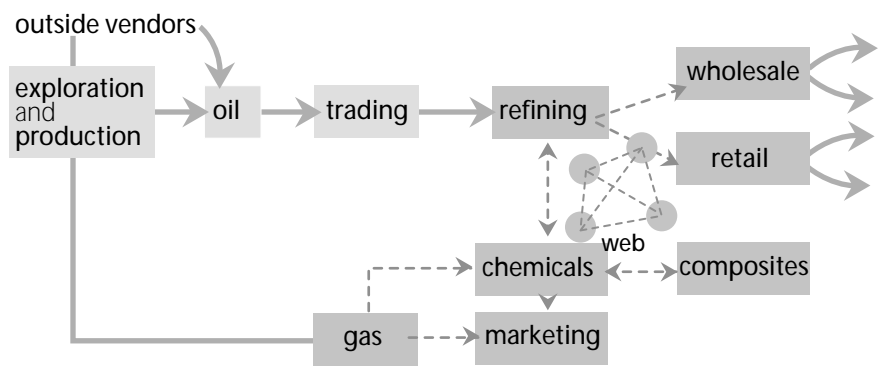 outside vendors
exploration
and
production
oil
trading
refining
wholesale
retail
web
chemicals
composites
gas
marketing